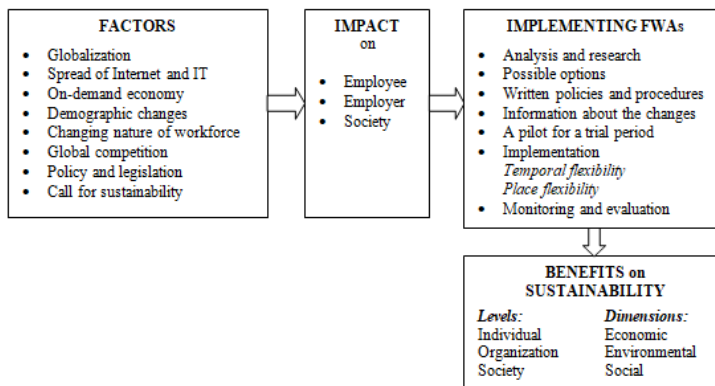 FACTORS
• Globalization
• Spread of Internet and IT
• On-demand economy
• Demographic changes
• Changing nature of workforce
• Global competition
• Policy and legislation
• Call for sustainability
IMPACT
on
• Employee
• Employer
• Society
IMPLEMENTING FWAs
• Analysis and research
• Possible options
• Written policies and procedures
• Information about the changes
• A pilot for a trial period
• Implementation
Temporal flexibility
Place flexibility
• Monitoring and evaluation
BENEFITS on
SUSTAINABILITY
Levels: Dimensions:
Individual Economic
Organization Environmental
Society Social